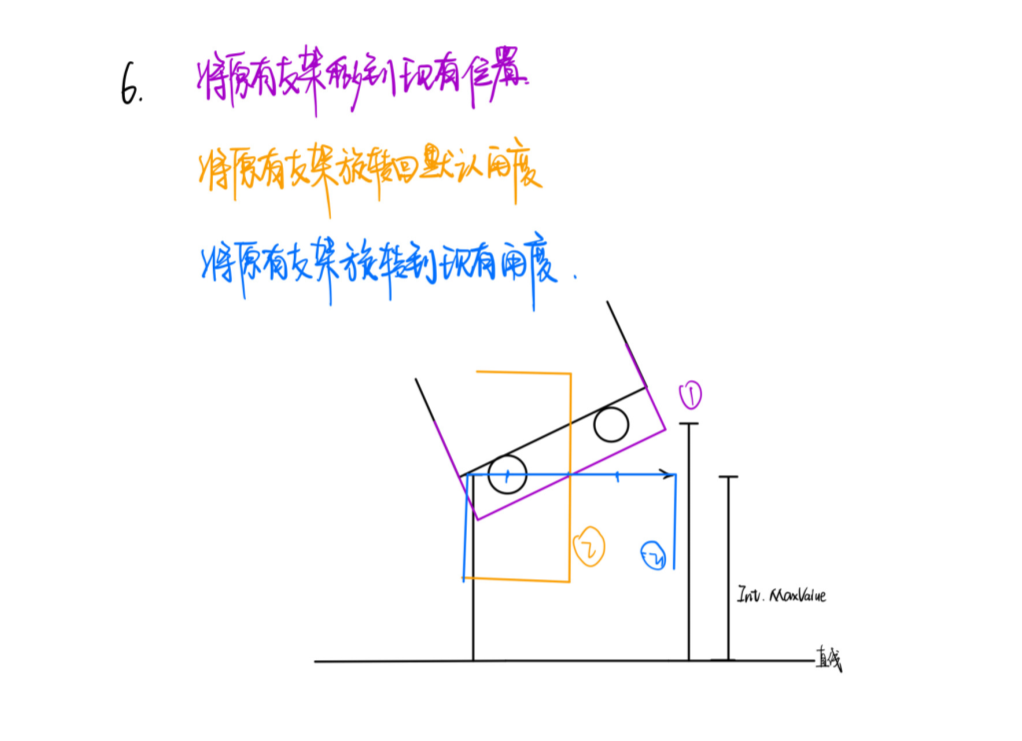 6. 将原有支架移到现有位置.
将原有支架旋转回默认角度
将原有支架旋转到现有角度.
①
②
Int.MaxValue
直线